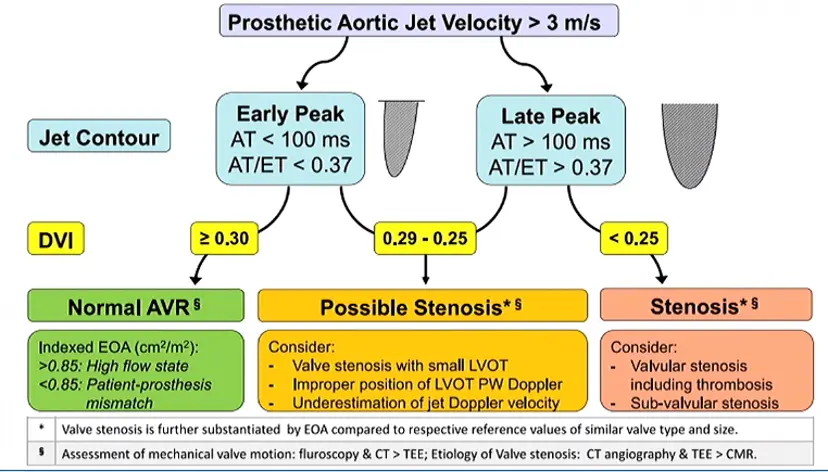 Prosthetic Aortic Jet Velocity > 3 m/s
Jet Contour
Early Peak
AT < 100 ms
AT/ET < 0.37
Late Peak
AT > 100 ms
AT/ET > 0.37
DVI
≥ 0.30
0.29 - 0.25
< 0.25
Normal AVR §
Possible Stenosis* §
Stenosis* §
Indexed EOA (cm²/m²):
>0.85: High flow state
<0.85: Patient-prosthesis
mismatch
Consider:
- Valve stenosis with small LVOT
- Improper position of LVOT PW Doppler
- Underestimation of jet Doppler velocity
Consider:
- Valvular stenosis
including thrombosis
- Sub-valvular stenosis
* Valve stenosis is further substantiated by EOA compared to respective reference values of similar valve type and size.
§ Assessment of mechanical valve motion: fluroscopy & CT > TEE; Etiology of Valve stenosis: CT angiography & TEE > CMR.